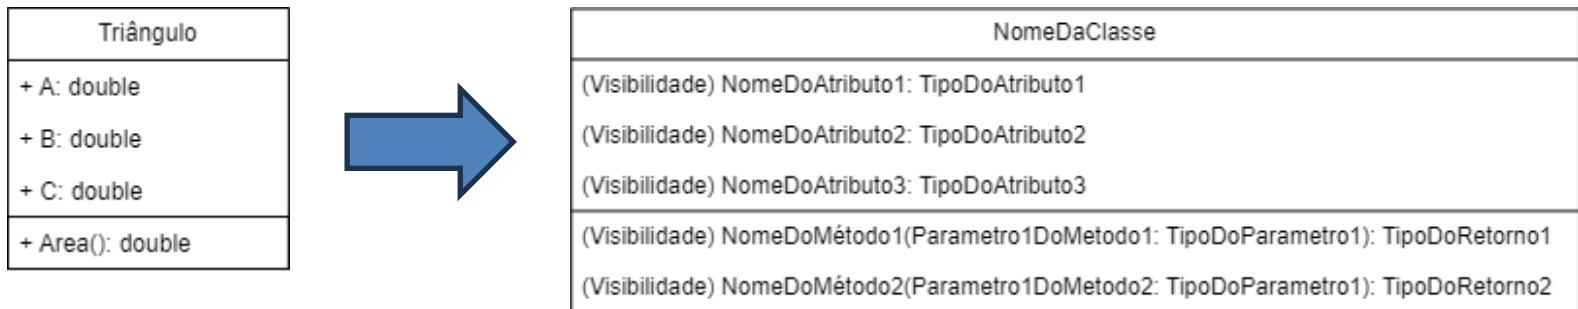 Triângulo
+ A: double
+ B: double
+ C: double
+ Area(): double
NomeDaClasse
(Visibilidade) NomeDoAtributo1: TipoDoAtributo1
(Visibilidade) NomeDoAtributo2: TipoDoAtributo2
(Visibilidade) NomeDoAtributo3: TipoDoAtributo3
(Visibilidade) NomeDoMétodo1(Parametro1DoMetodo1: TipoDoParametro1): TipoDoRetorno1
(Visibilidade) NomeDoMétodo2(Parametro1DoMetodo2: TipoDoParametro1): TipoDoRetorno2